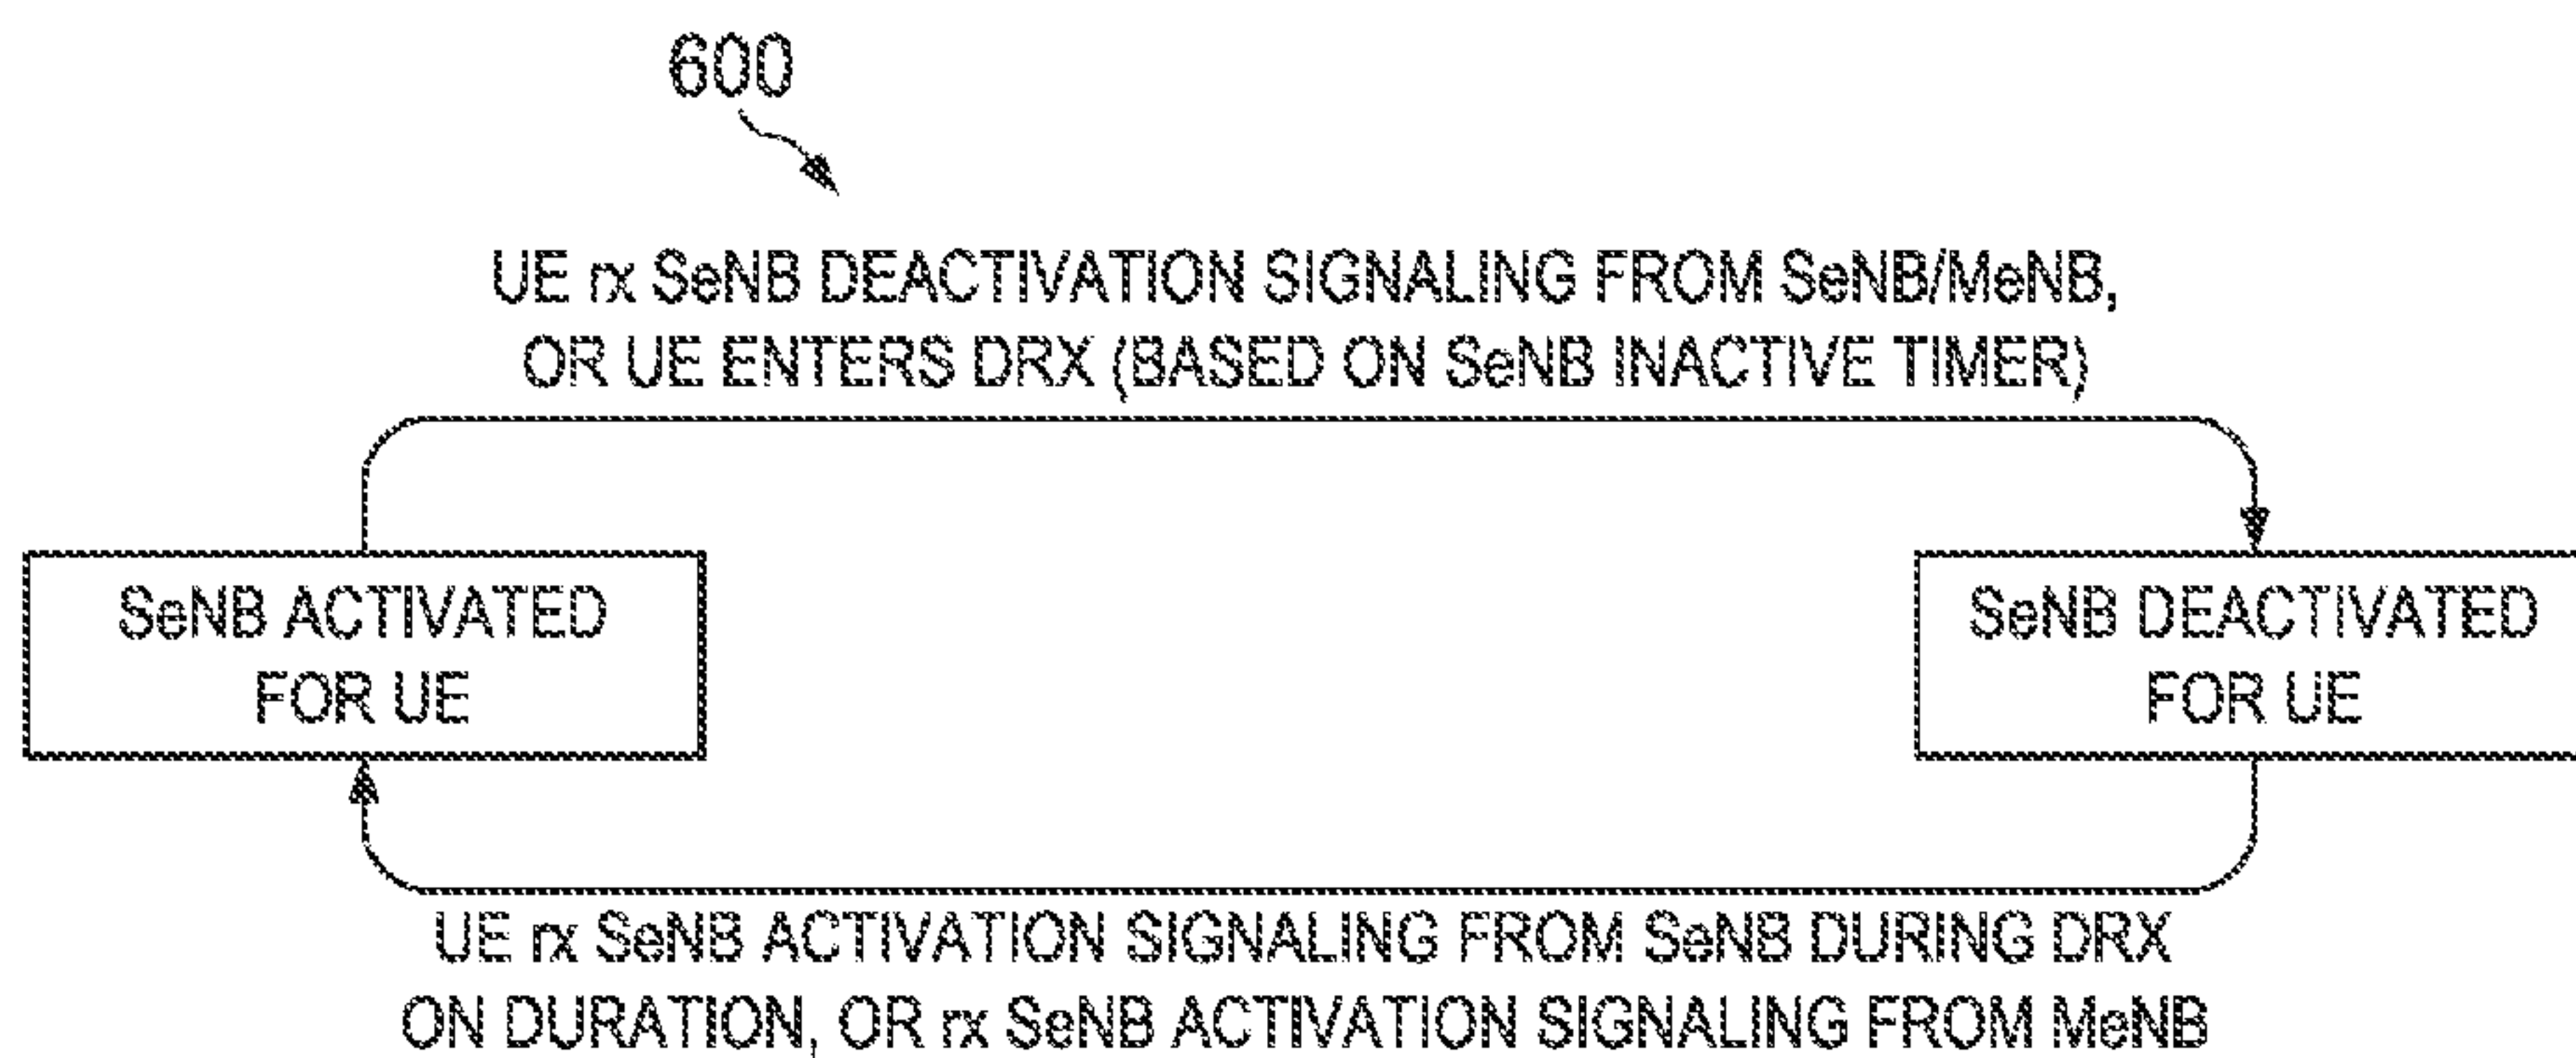 600
UE rx SeNB DEACTIVATION SIGNALING FROM SeNB/MeNB,
OR UE ENTERS DRX (BASED ON SeNB INACTIVE TIMER)
SeNB ACTIVATED
FOR UE
SeNB DEACTIVATED
FOR UE
UE rx SeNB ACTIVATION SIGNALING FROM SeNB DURING DRX
ON DURATION, OR rx SeNB ACTIVATION SIGNALING FROM MeNB